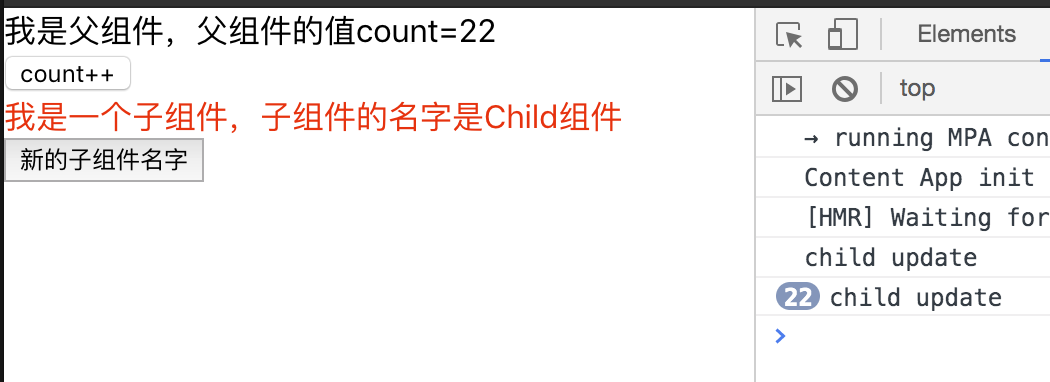 我是父组件，父组件的值count=22
count++
我是一个子组件，子组件的名字是Child组件
新的子组件名字
Elements
top
→ running MPA con
Content App init
[HMR] Waiting for
child update
22 child update